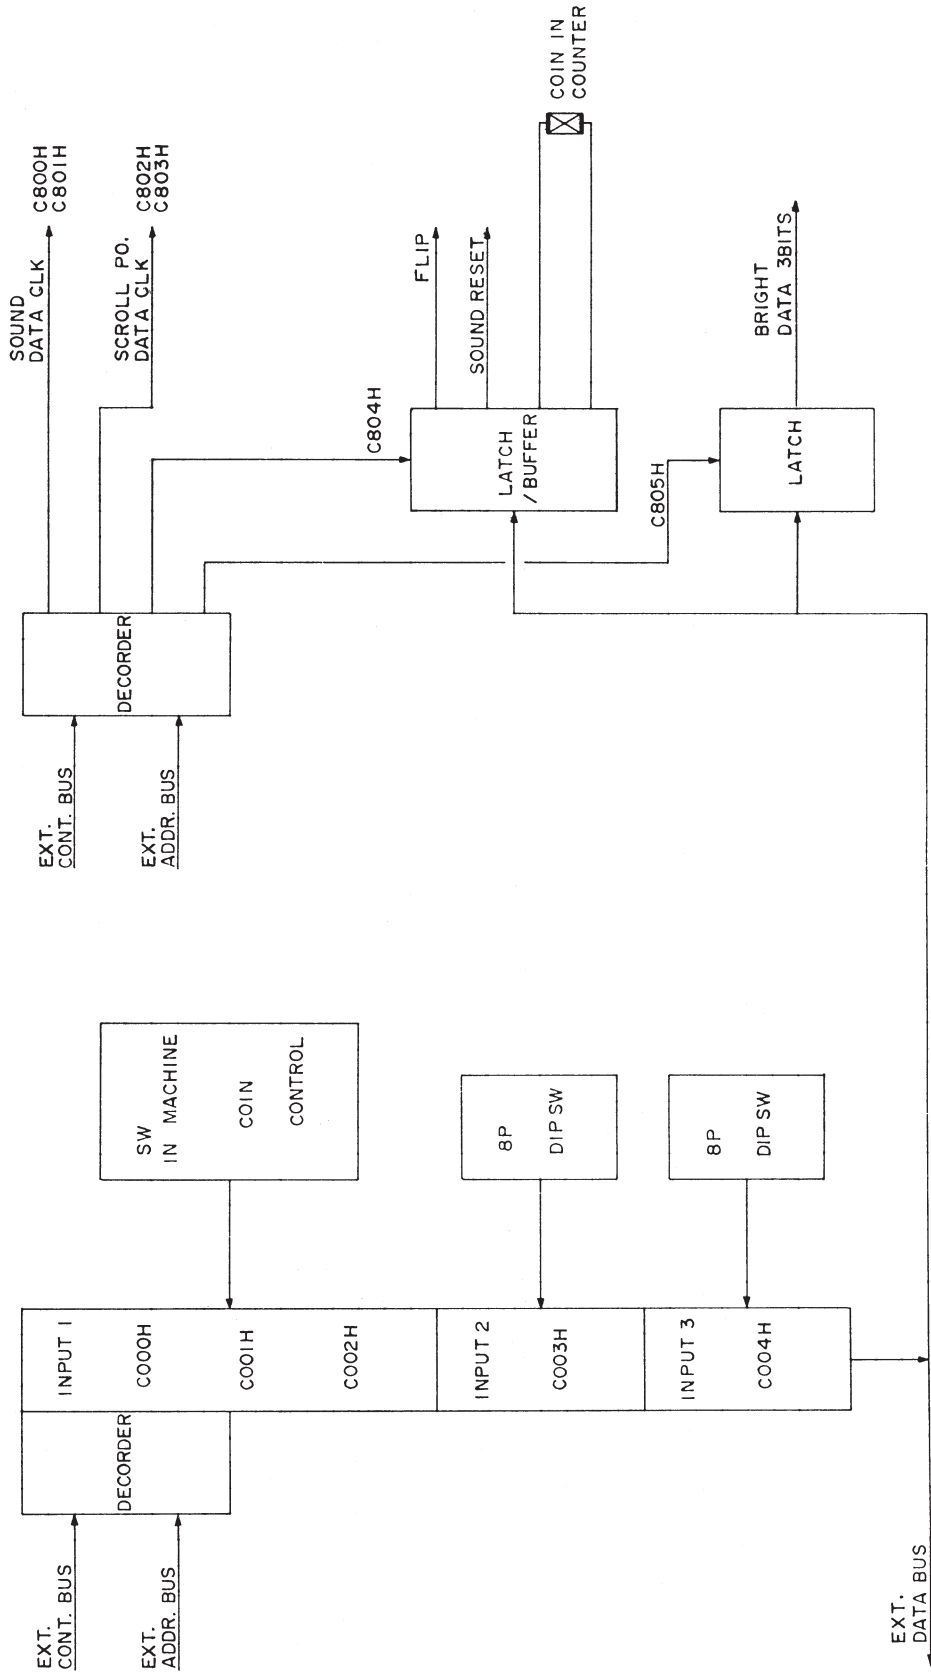 EXT.
CONT. BUS
EXT.
ADDR. BUS
DECORDER
INPUT 1
C000H
C001H
C002H
INPUT 2
C003H
INPUT 3
C004H
SW
IN MACHINE
COIN
CONTROL
8P
DIP SW
8P
DIP SW
EXT.
DATA BUS
EXT.
CONT. BUS
EXT.
ADDR. BUS
DECORDER
SOUND
DATA CLK
C800H
C801H
SCROLL PO.
DATA CLK
C802H
C803H
C804H
LATCH
/BUFFER
FLIP
SOUND RESET
COIN IN
COUNTER
C805H
LATCH
BRIGHT
DATA 3BITS